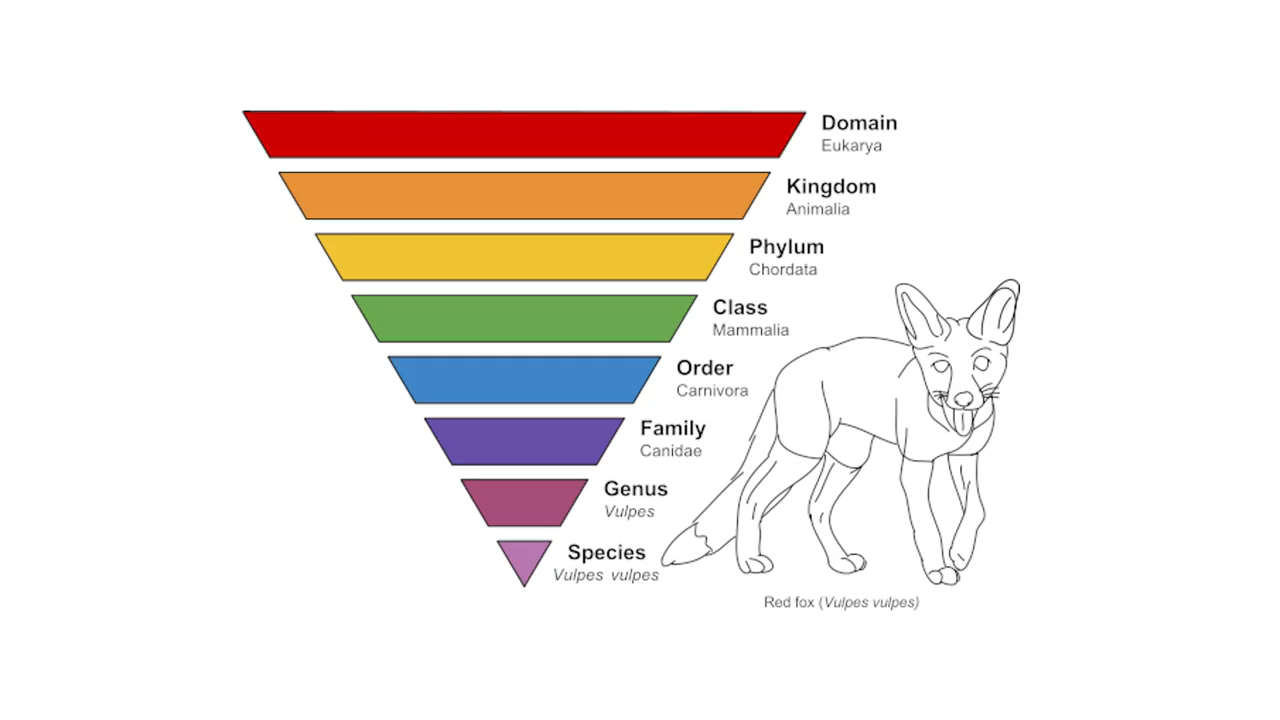 Domain
Eukarya
Kingdom
Animalia
Phylum
Chordata
Class
Mammalia
Order
Carnivora
Family
Canidae
Genus
Vulpes
Species
Vulpes vulpes
Red fox (Vulpes vulpes)